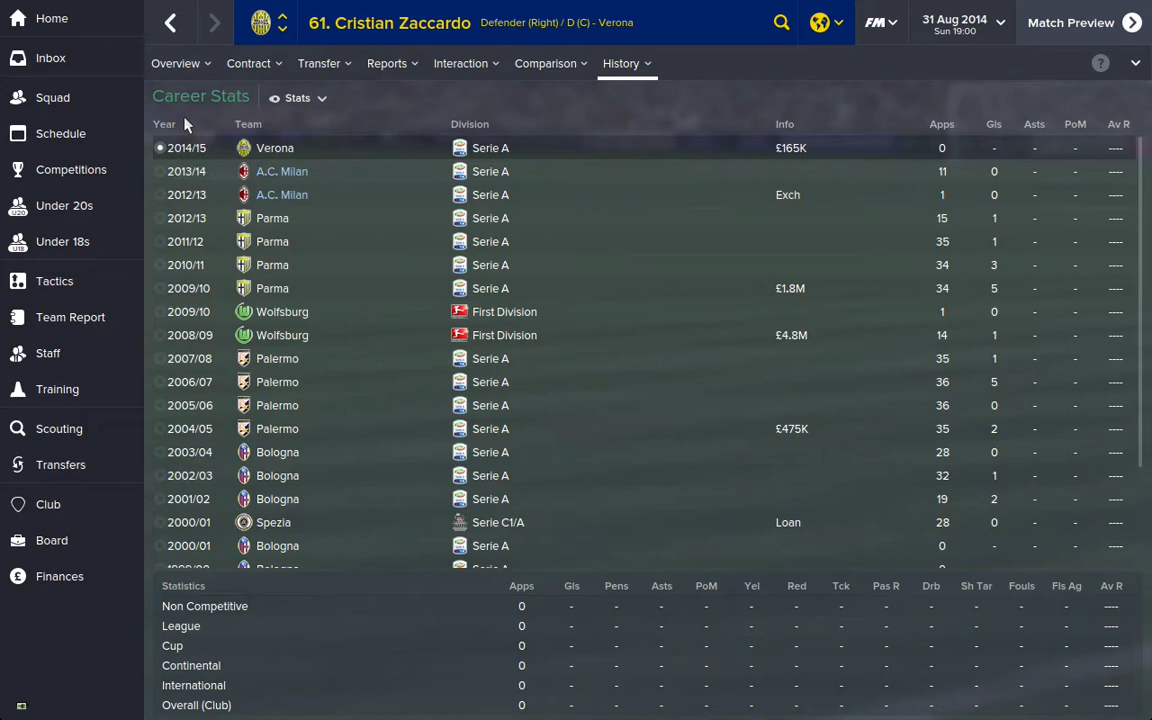 Home
Inbox
Squad
Schedule
Competitions
U20 Under 20s
U18 Under 18s
Tactics
Team Report
Staff
Training
Scouting
Transfers
Club
Board
£ Finances
61. Cristian Zaccardo Defender (Right) / D (C) - Verona
FM
31 Aug 2014
Sun 19:00
Match Preview
Overview Contract Transfer Reports Interaction Comparison History ?
Career Stats Stats
Year Team Division Info Apps Gls Asts PoM Av R
2014/15 Verona Serie A £165K 0 - - - ----
2013/14 A.C. Milan Serie A 11 0 - - ----
2012/13 A.C. Milan Serie A Exch 1 0 - - ----
2012/13 Parma Serie A 15 1 - - ----
2011/12 Parma Serie A 35 1 - - ----
2010/11 Parma Serie A 34 3 - - ----
2009/10 Parma Serie A £1.8M 34 5 - - ----
2009/10 Wolfsburg First Division 1 0 - - ----
2008/09 Wolfsburg First Division £4.8M 14 1 - - ----
2007/08 Palermo Serie A 35 1 - - ----
2006/07 Palermo Serie A 36 5 - - ----
2005/06 Palermo Serie A 36 0 - - ----
2004/05 Palermo Serie A £475K 35 2 - - ----
2003/04 Bologna Serie A 28 0 - - ----
2002/03 Bologna Serie A 32 1 - - ----
2001/02 Bologna Serie A 19 2 - - ----
2000/01 Spezia Serie C1/A Loan 28 0 - - ----
2000/01 Bologna Serie A 0 - - - ----
Statistics Apps Gls Pens Asts PoM Yel Red Tck Pas R Drb Sh Tar Fouls Fls Ag Av R
Non Competitive 0 - - - - - - - - - - - - ----
League 0 - - - - - - - - - - - - ----
Cup 0 - - - - - - - - - - - - ----
Continental 0 - - - - - - - - - - - - ----
International 0 - - - - - - - - - - - - ----
Overall (Club) 0 - - - - - - - - - - - - ----